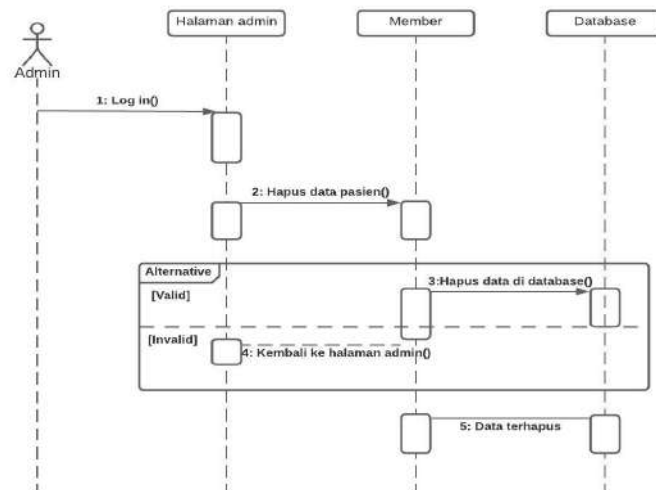 Halaman admin
Member
Database
Admin
1: Log in()
2: Hapus data pasien()
Alternative
3:Hapus data di database()
[Valid]
[Invalid]
4: Kembali ke halaman admin()
5: Data terhapus